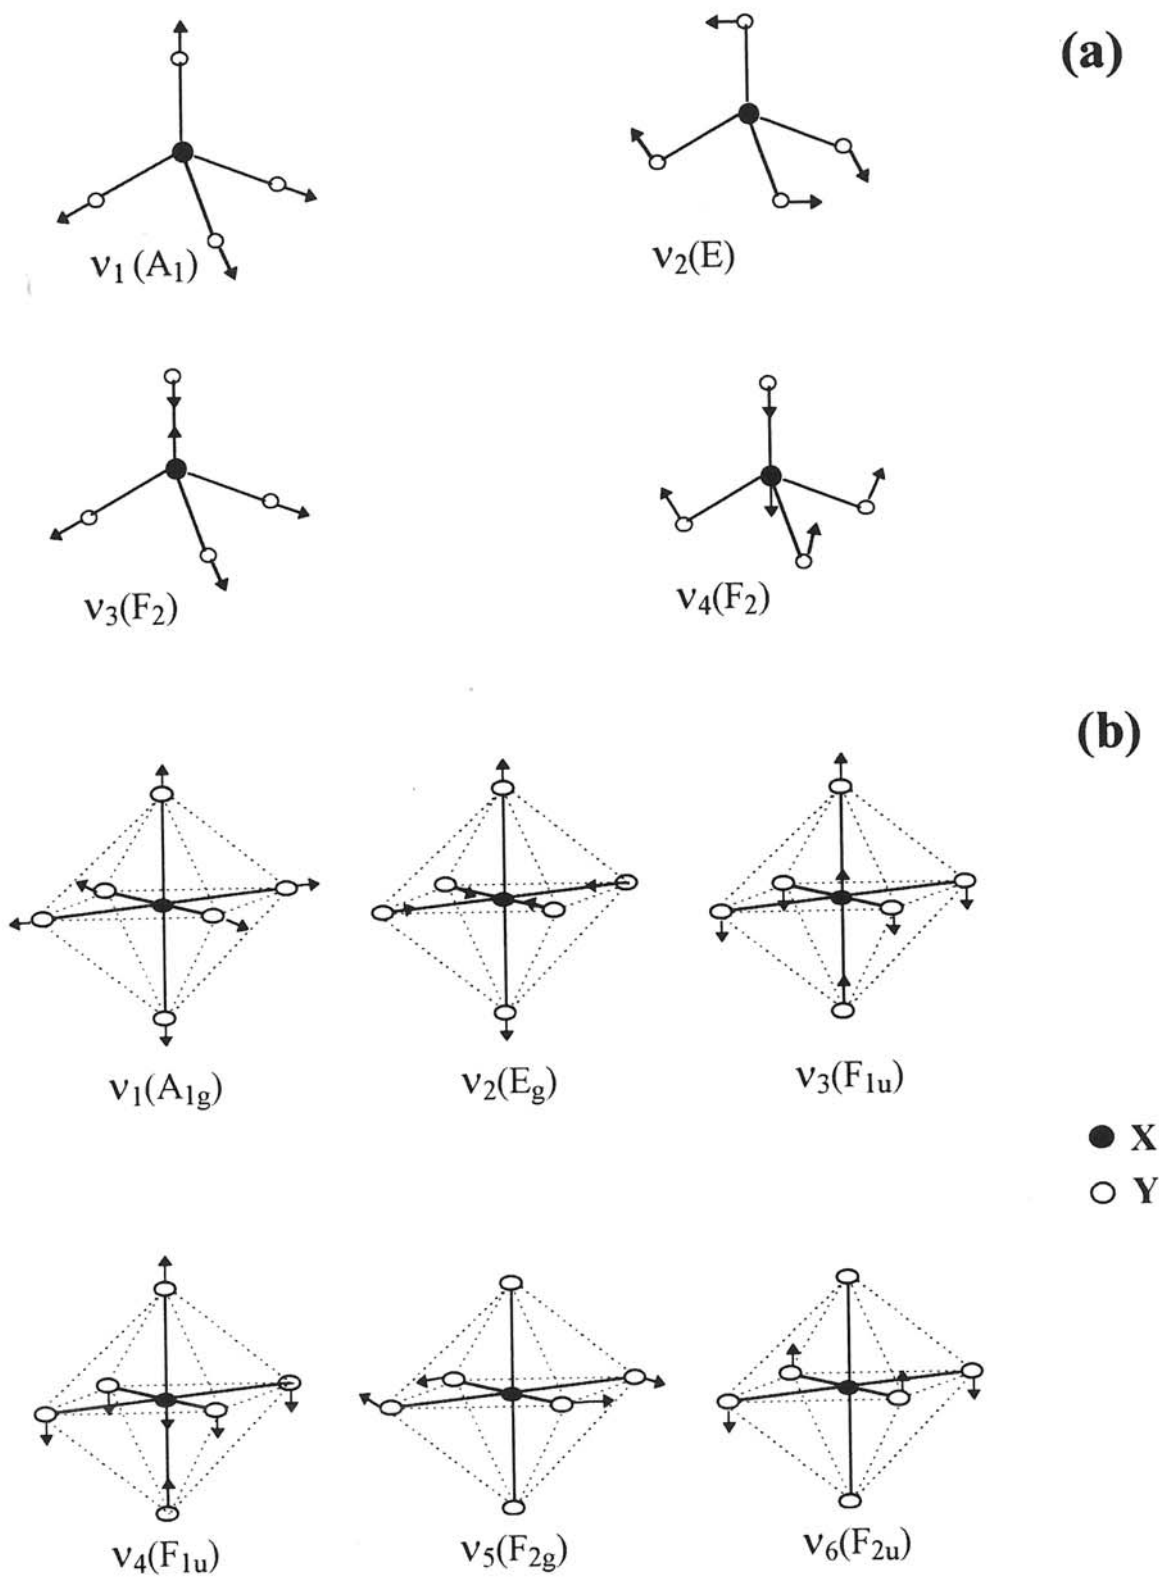 (a)
ν₁ (A₁)
ν₂(E)
ν₃(F₂)
ν₄(F₂)
(b)
ν₁(A₁g)
ν₂(Eg)
ν₃(F₁u)
X
Y
ν₄(F₁u)
ν₅(F₂g)
ν₆(F₂u)